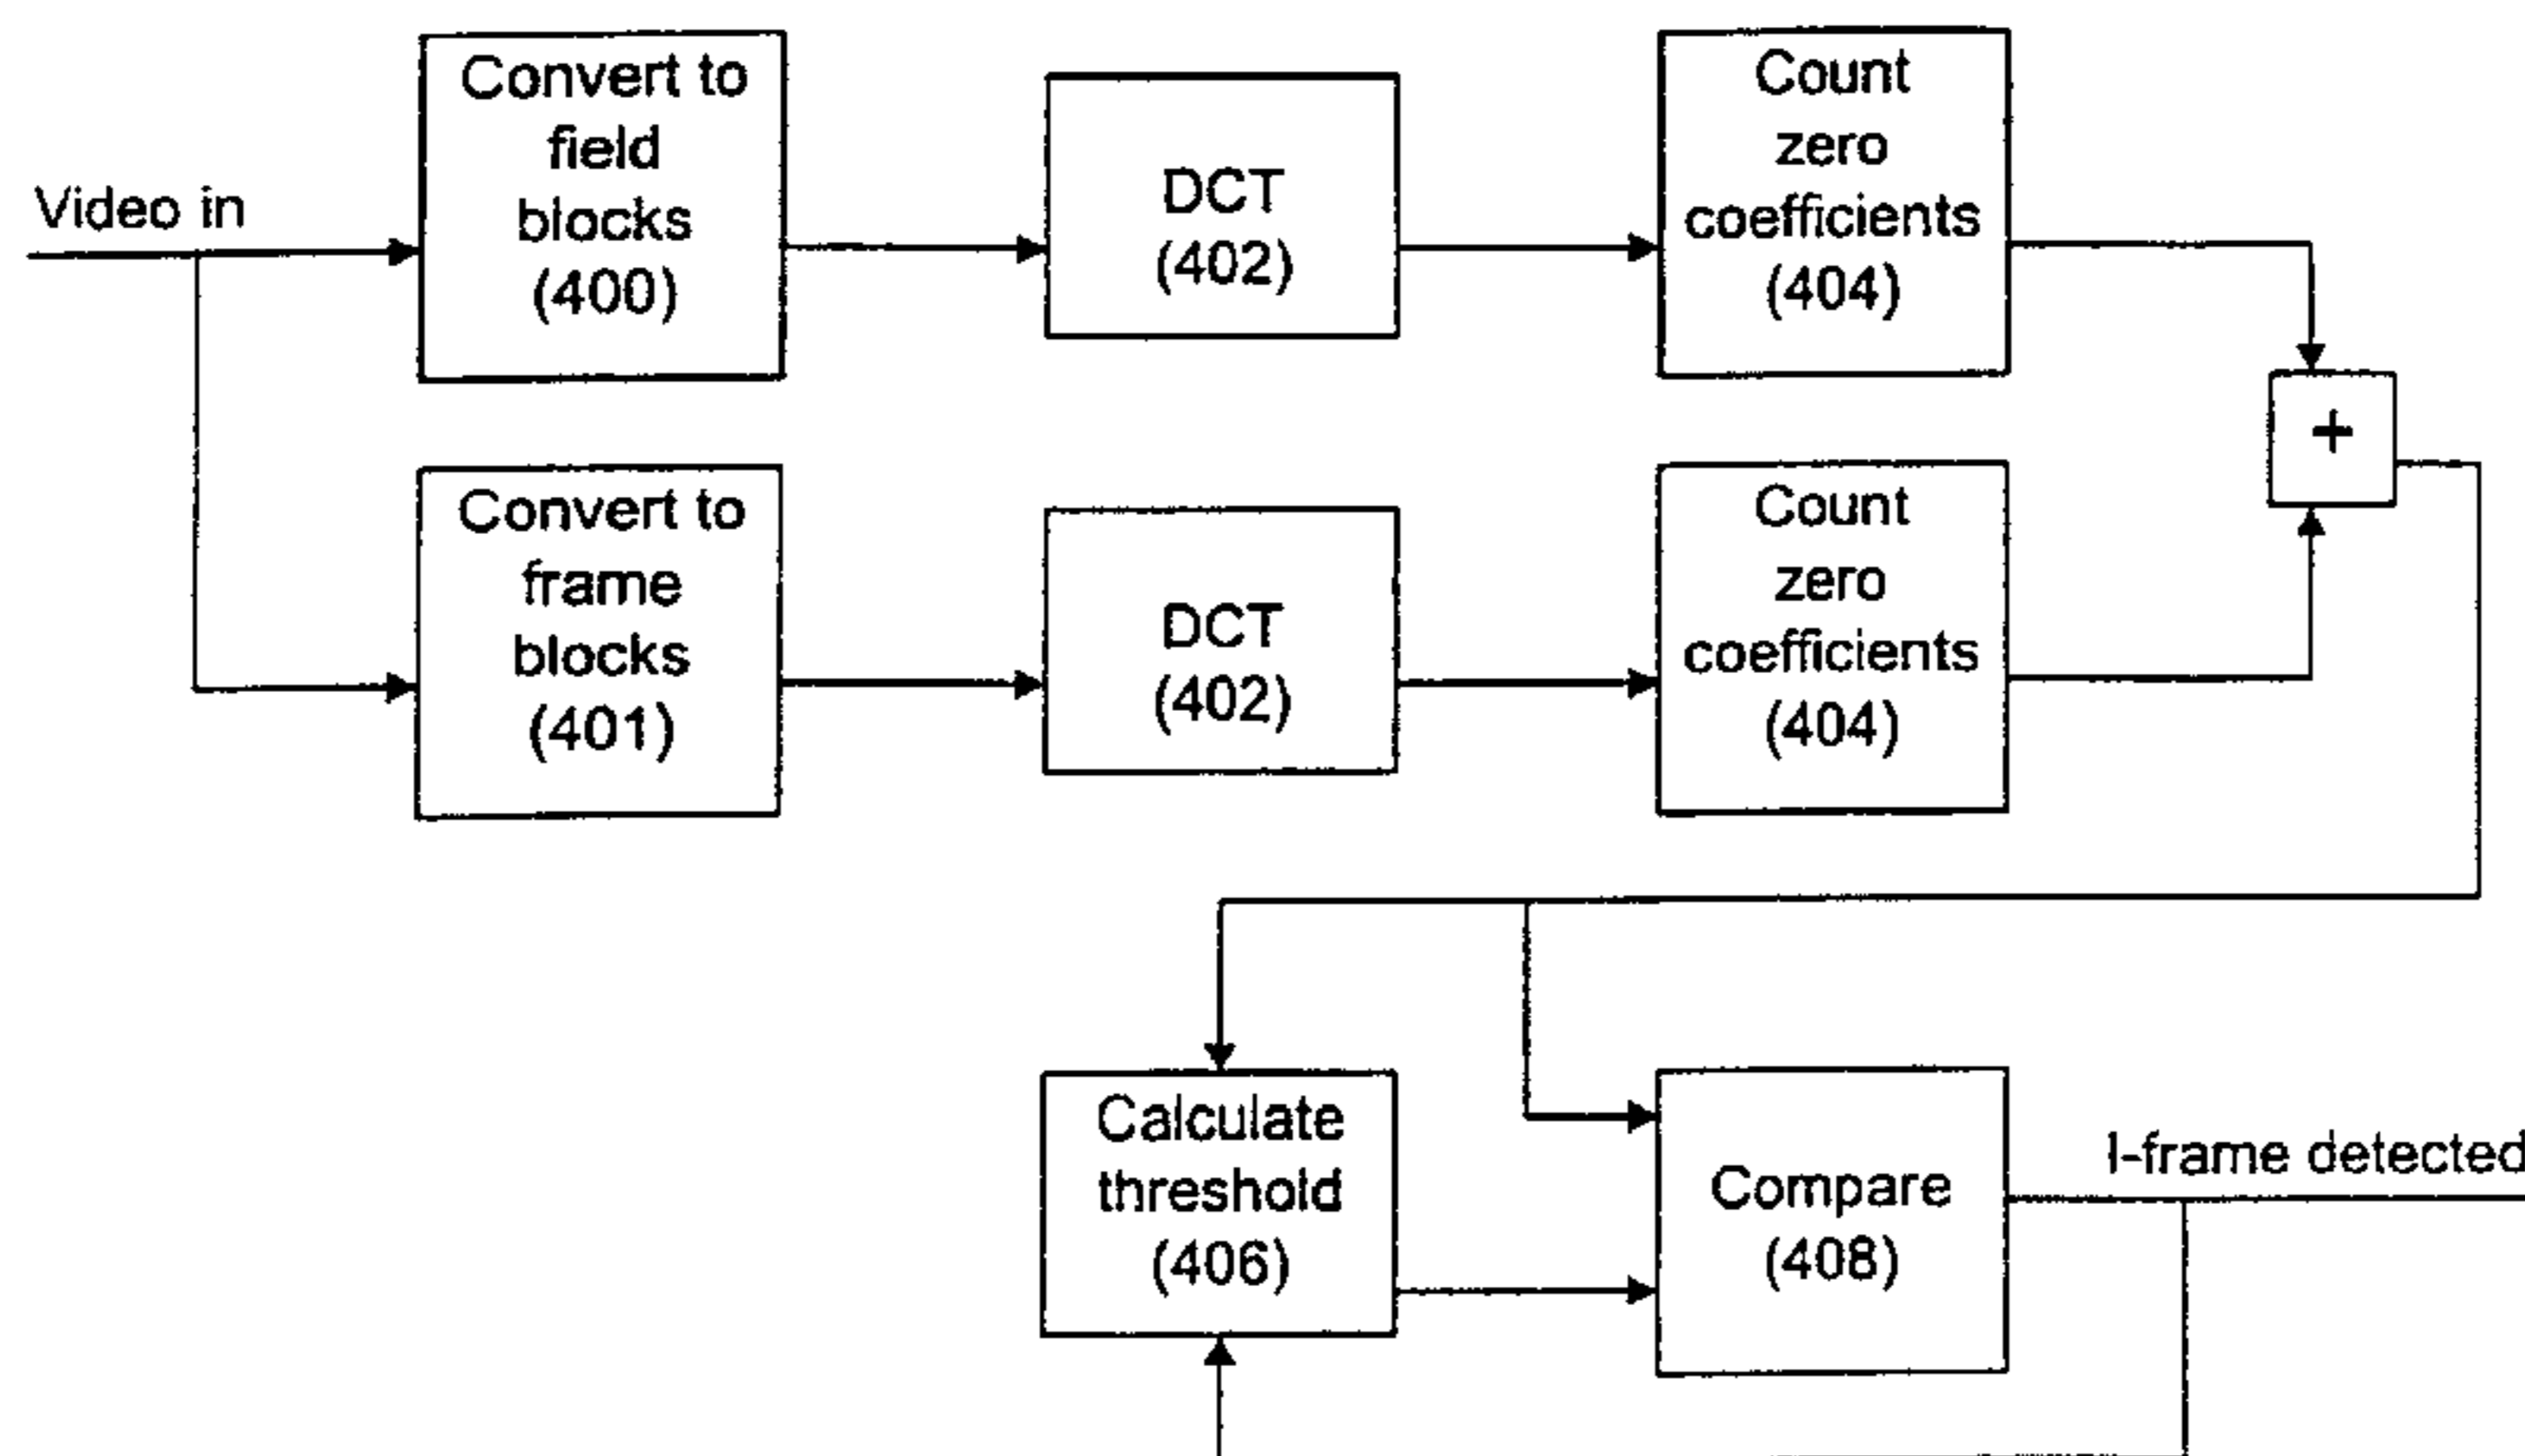 Video in
Convert to
field
blocks
(400)
DCT
(402)
Count
zero
coefficients
(404)
+
Convert to
frame
blocks
(401)
DCT
(402)
Count
zero
coefficients
(404)
Calculate
threshold
(406)
Compare
(408)
I-frame detected